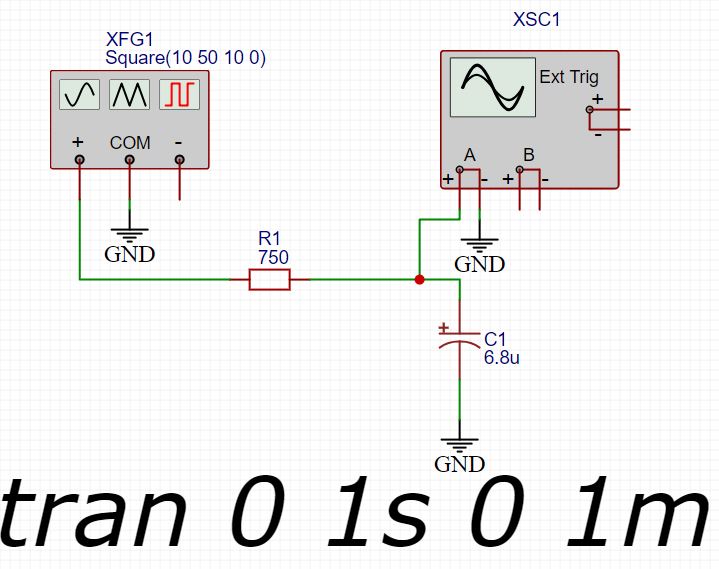 XSC1
XFG1
Square(10 50 10 0)
Ext Trig
+
-
+ COM -
A B
+ - + -
GND
GND
R1
750
+
C1
6.8u
GND
tran 0 1s 0 1m